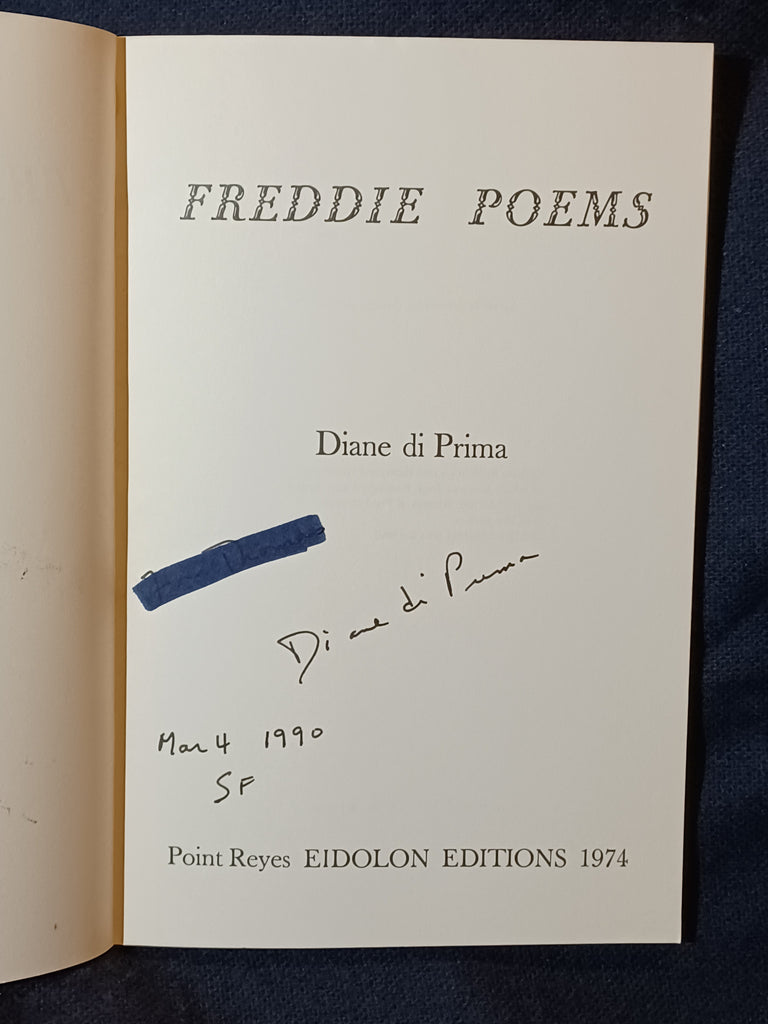 FREDDIE POEMS
Diane di Prima
Diane di Prima
Mar 4 1990
SF
Point Reyes EIDOLON EDITIONS 1974